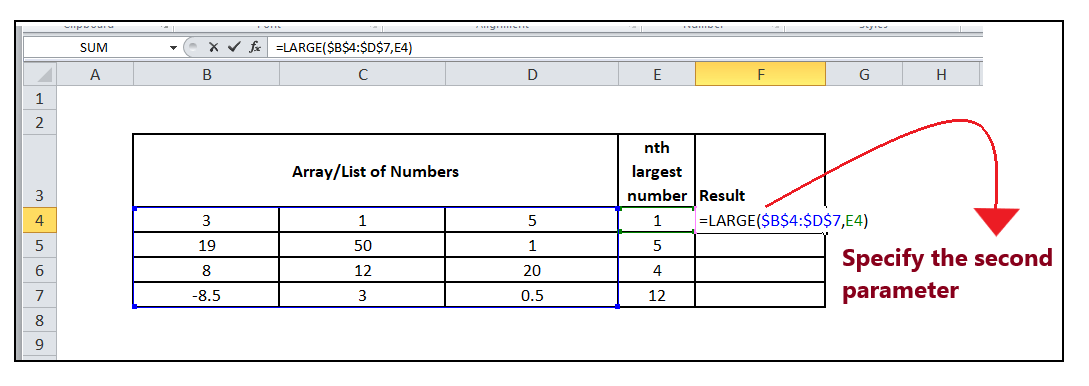 SUM =LARGE($B$4:$D$7,E4)
A B C D E F G H
1
2
3 Array/List of Numbers nth largest number Result
4 3 1 5 1 =LARGE($B$4:$D$7,E4)
5 19 50 1 5
6 8 12 20 4
7 -8.5 3 0.5 12
8
9
Specify the second
parameter